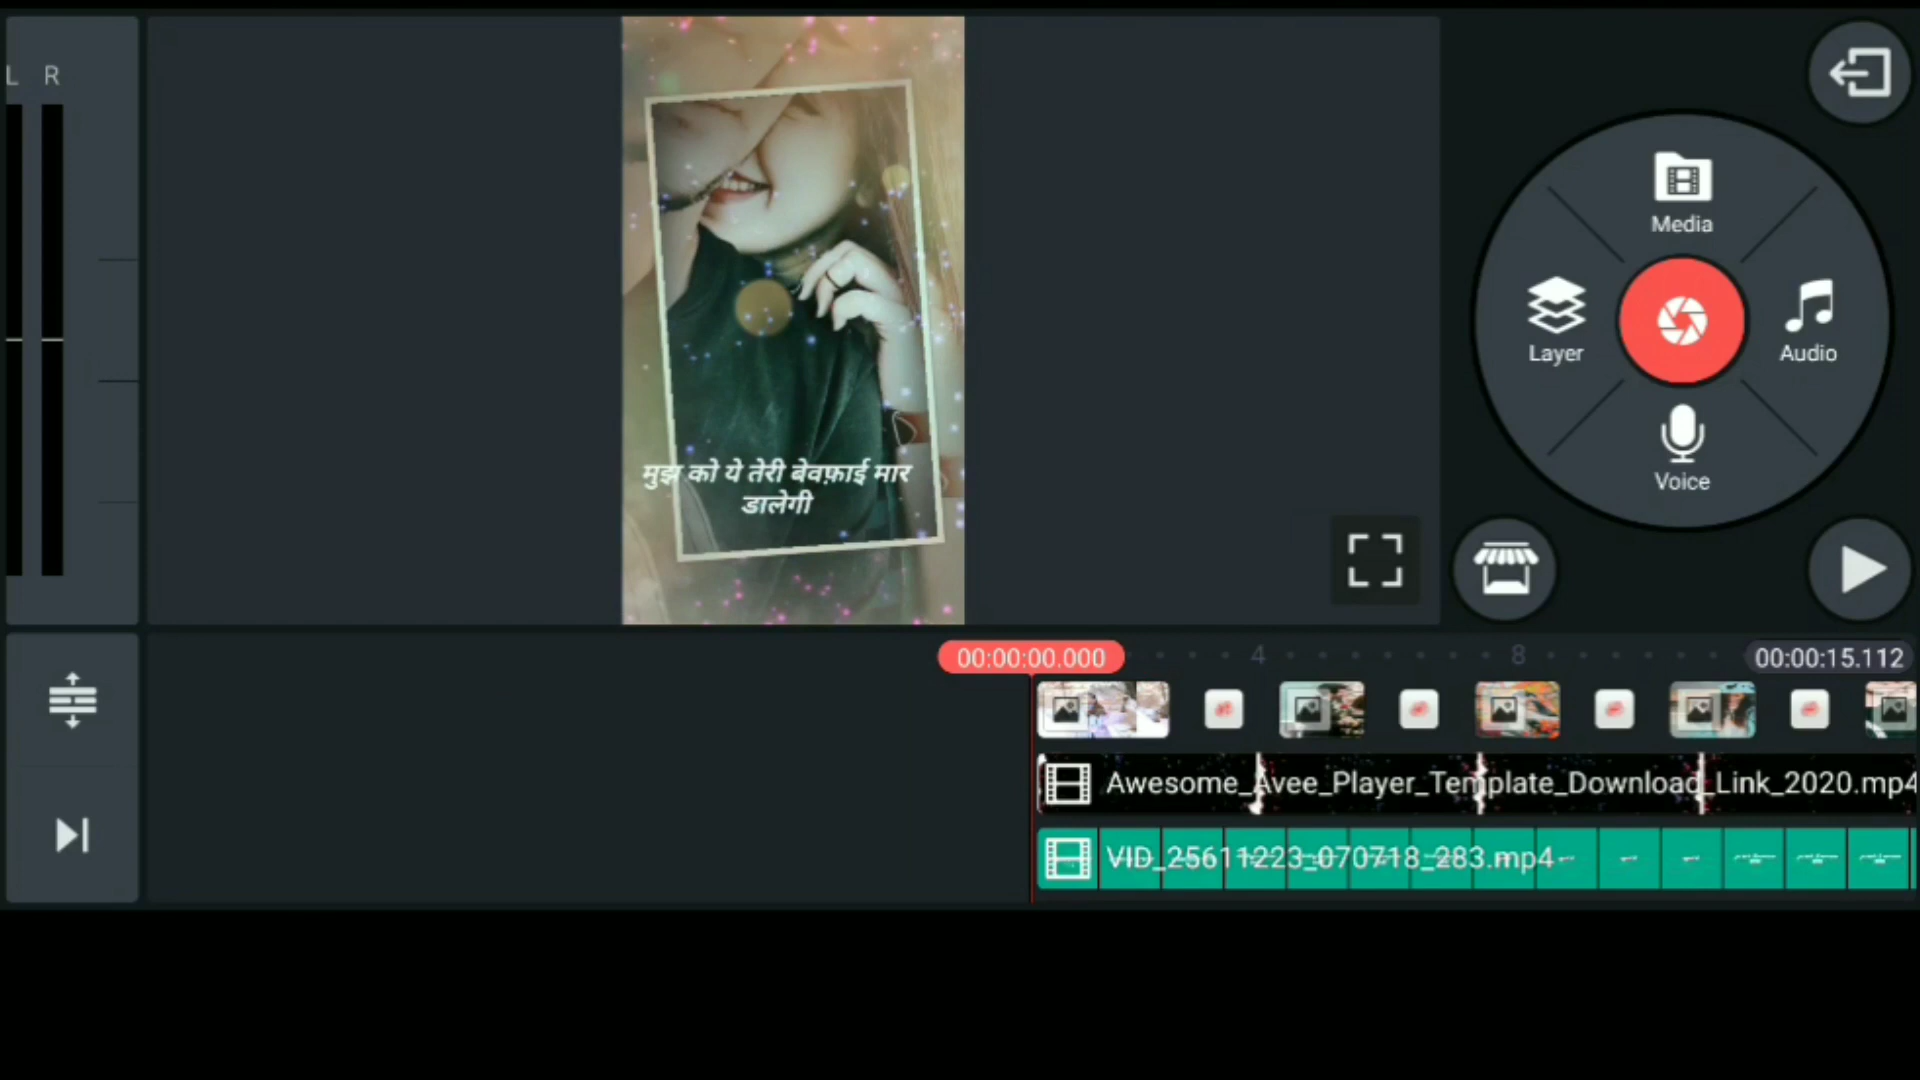 L R
Media
Layer
Audio
Voice
मुझ को ये तेरी बेवफ़ाई मार
डालेगी
00:00:00.000
4
8
00:00:15.112
Awesome_Avee_Player_Template_Download_Link_2020.mp4
VID_25611223_070718_283.mp4